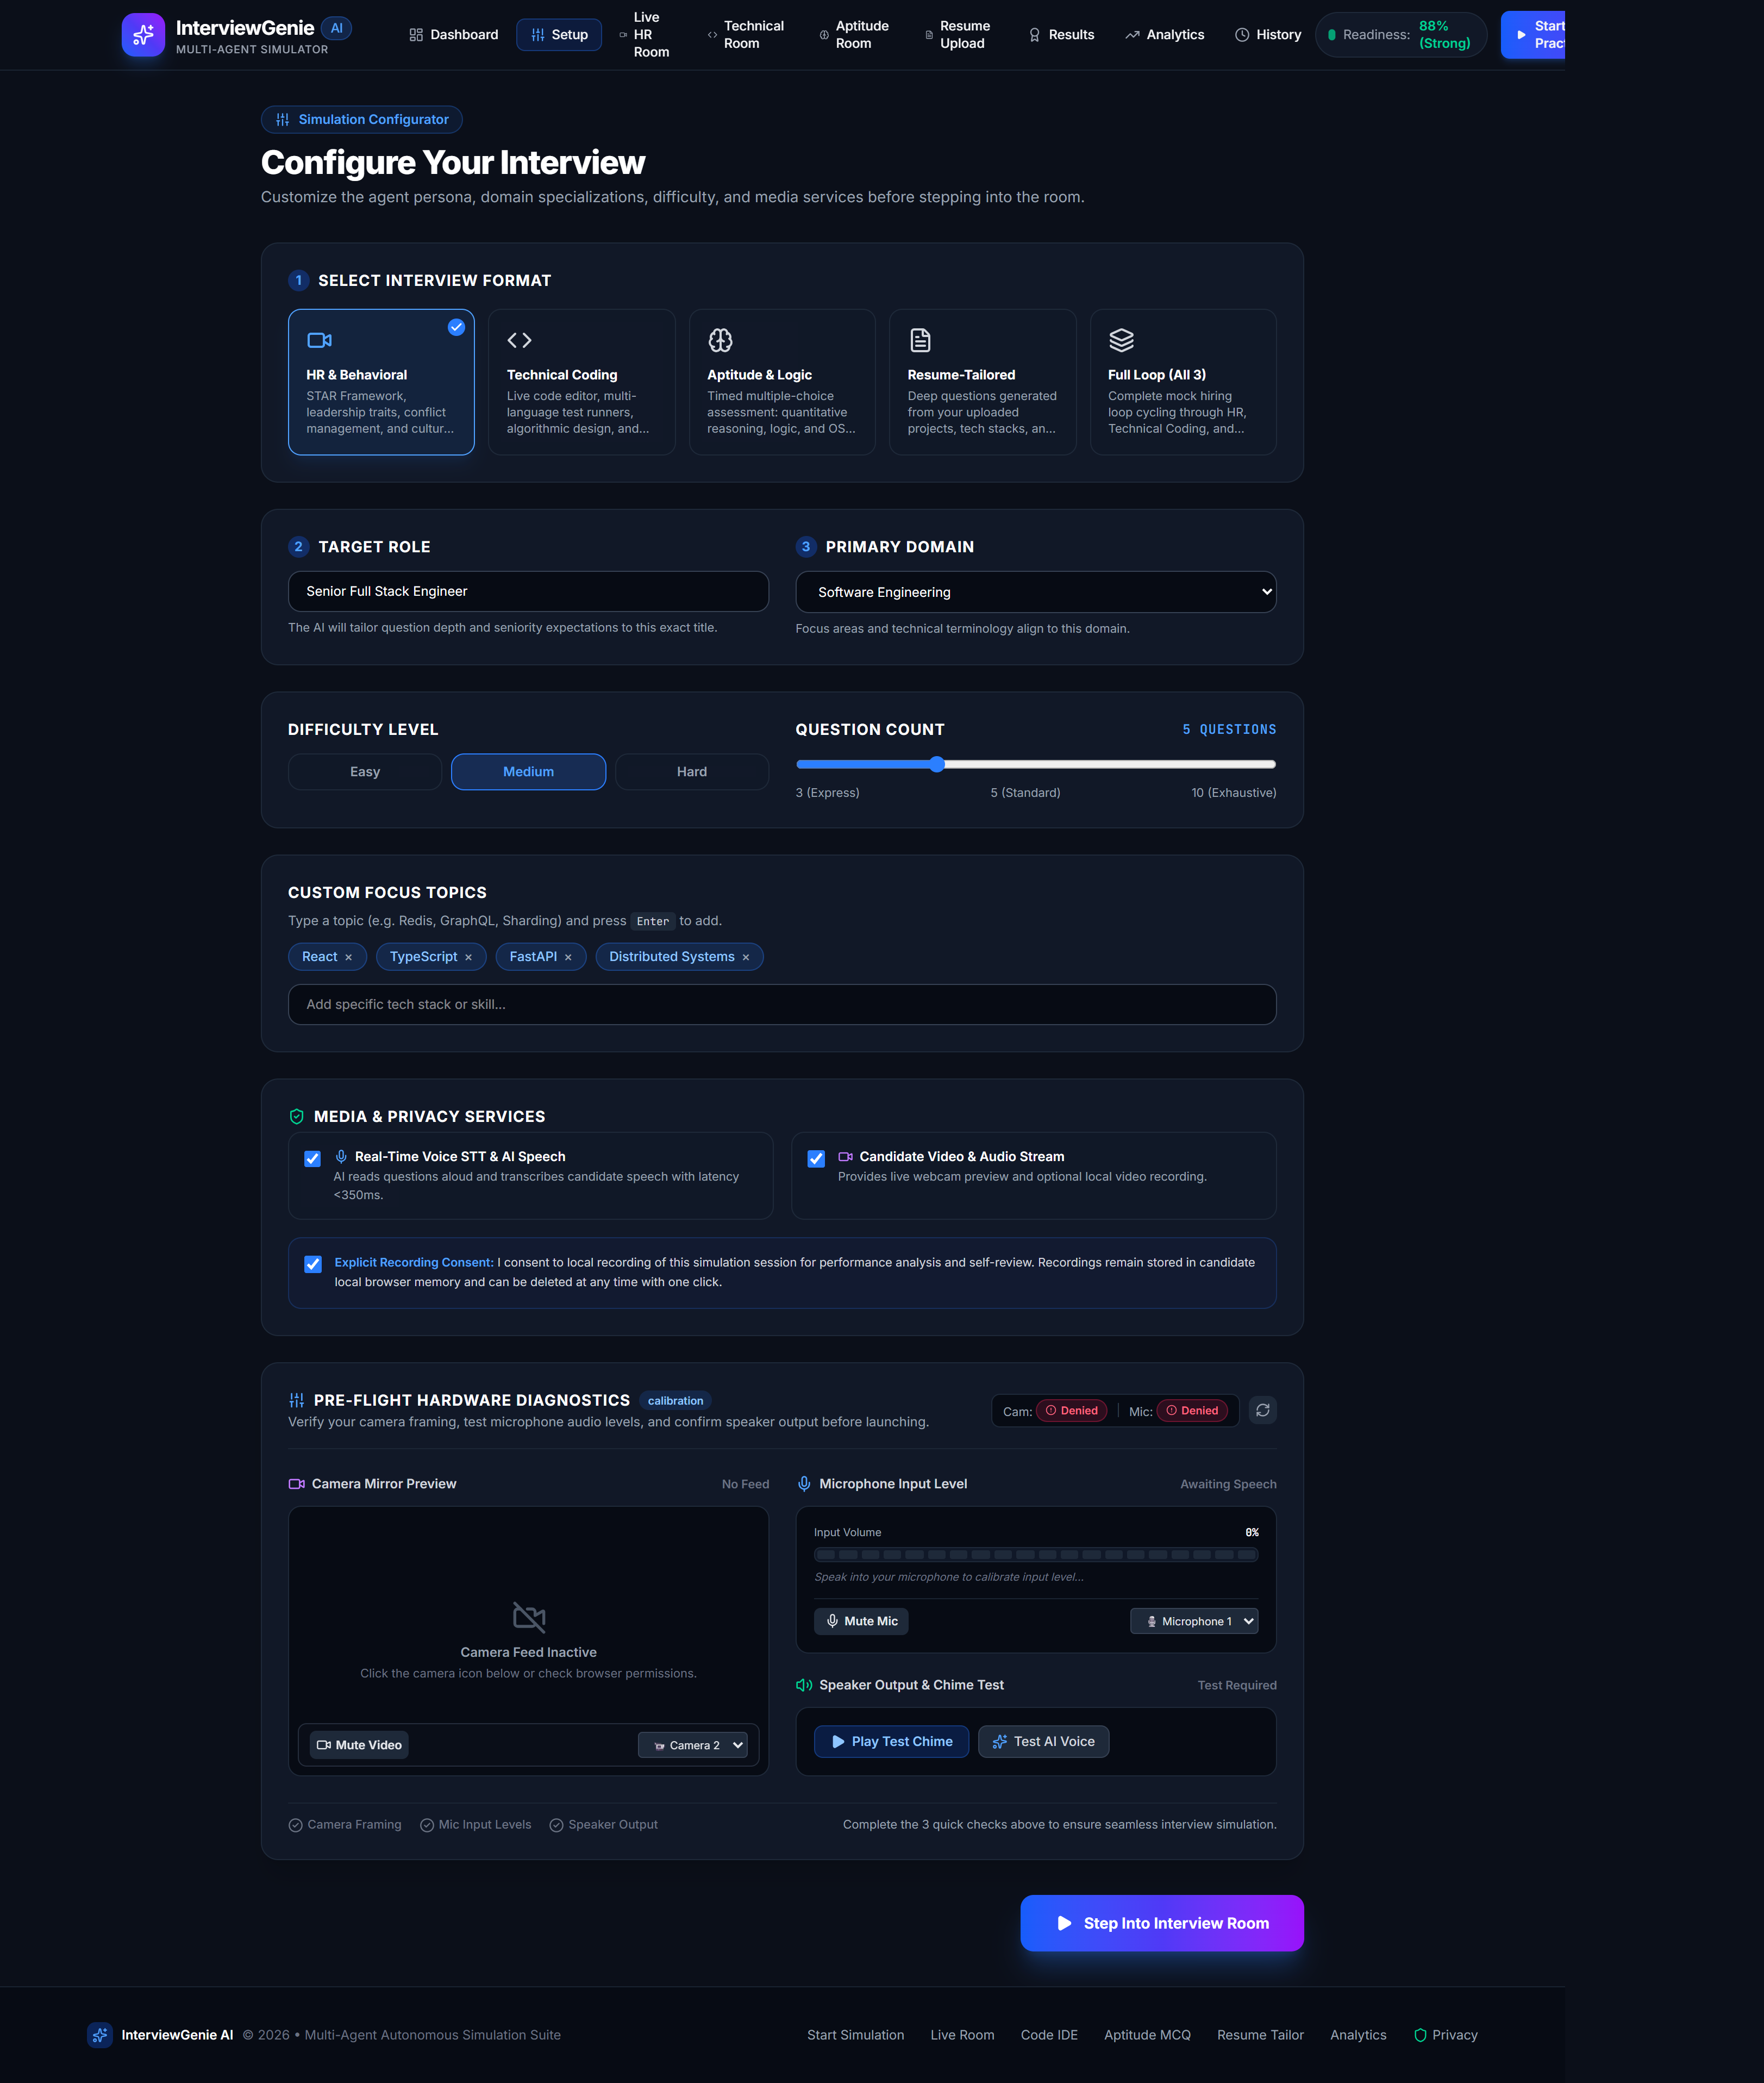 InterviewGenie AI
MULTI-AGENT SIMULATOR
Dashboard
Setup
Live
HR
Room
Technical
Room
Aptitude
Room
Resume
Upload
Results
Analytics
History
Readiness:
88%
(Strong)
Start
Simulation Configurator
Configure Your Interview
Customize the agent persona, domain specializations, difficulty, and media services before stepping into the room.
1 SELECT INTERVIEW FORMAT
HR & Behavioral
STAR Framework,
leadership traits, conflict
management, and cultur...
Technical Coding
Live code editor, multi-
language test runners,
algorithmic design, and...
Aptitude & Logic
Timed multiple-choice
assessment: quantitative
reasoning, logic, and OS...
Resume-Tailored
Deep questions generated
from your uploaded
projects, tech stacks, an...
Full Loop (All 3)
Complete mock hiring
loop cycling through HR,
Technical Coding, and...
2 TARGET ROLE
Senior Full Stack Engineer
The AI will tailor question depth and seniority expectations to this exact title.
3 PRIMARY DOMAIN
Software Engineering
Focus areas and technical terminology align to this domain.
DIFFICULTY LEVEL
Easy
Medium
Hard
QUESTION COUNT
5 QUESTIONS
3 (Express)
5 (Standard)
10 (Exhaustive)
CUSTOM FOCUS TOPICS
Type a topic (e.g. Redis, GraphQL, Sharding) and press Enter to add.
React ×
TypeScript ×
FastAPI ×
Distributed Systems ×
Add specific tech stack or skill...
MEDIA & PRIVACY SERVICES
Real-Time Voice STT & AI Speech
AI reads questions aloud and transcribes candidate speech with latency
<350ms.
Candidate Video & Audio Stream
Provides live webcam preview and optional local video recording.
Explicit Recording Consent: I consent to local recording of this simulation session for performance analysis and self-review. Recordings remain stored in candidate
local browser memory and can be deleted at any time with one click.
PRE-FLIGHT HARDWARE DIAGNOSTICS calibration
Verify your camera framing, test microphone audio levels, and confirm speaker output before launching.
Cam: Denied
Mic: Denied
Camera Mirror Preview
No Feed
Camera Feed Inactive
Click the camera icon below or check browser permissions.
Mute Video
Camera 2
Microphone Input Level
Awaiting Speech
Input Volume
0%
Speak into your microphone to calibrate input level...
Mute Mic
Microphone 1
Speaker Output & Chime Test
Test Required
Play Test Chime
Test AI Voice
Camera Framing
Mic Input Levels
Speaker Output
Complete the 3 quick checks above to ensure seamless interview simulation.
Step Into Interview Room
InterviewGenie AI © 2026 • Multi-Agent Autonomous Simulation Suite
Start Simulation
Live Room
Code IDE
Aptitude MCQ
Resume Tailor
Analytics
Privacy